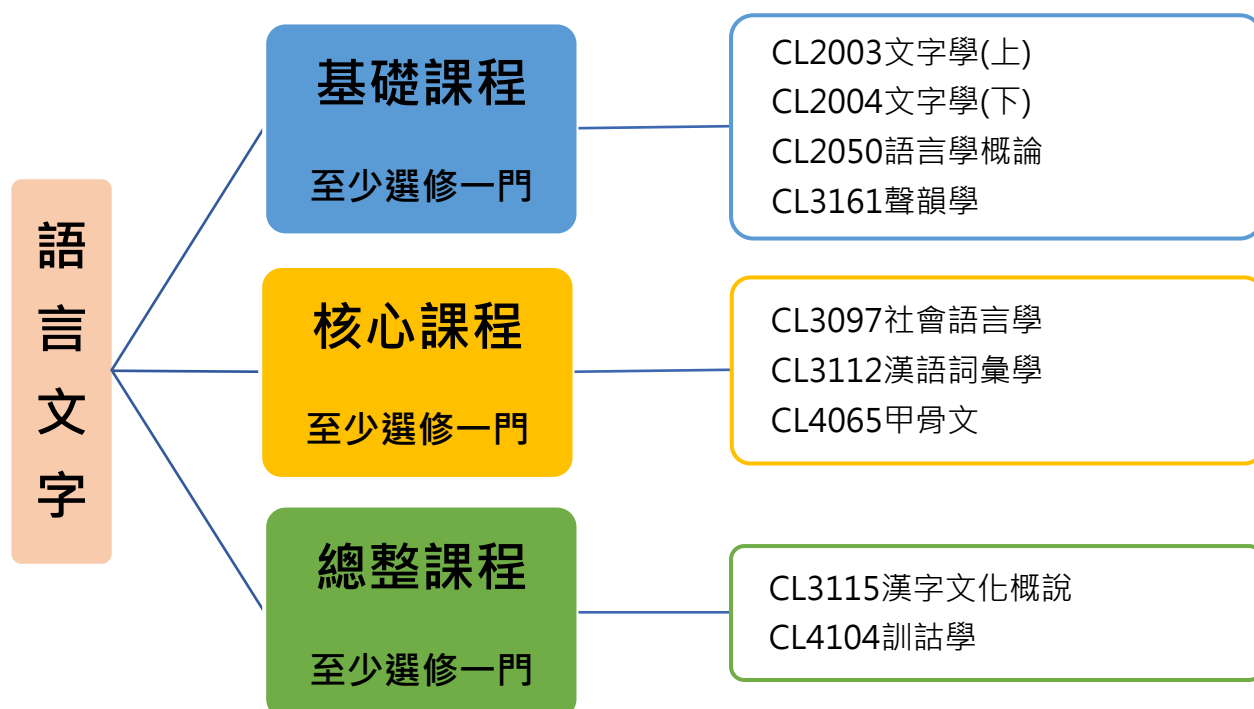 語言文字
基礎課程
至少選修一門
CL2003文字學(上)
CL2004文字學(下)
CL2050語言學概論
CL3161聲韻學
核心課程
至少選修一門
CL3097社會語言學
CL3112漢語詞彙學
CL4065甲骨文
總整課程
至少選修一門
CL3115漢字文化概說
CL4104訓詁學